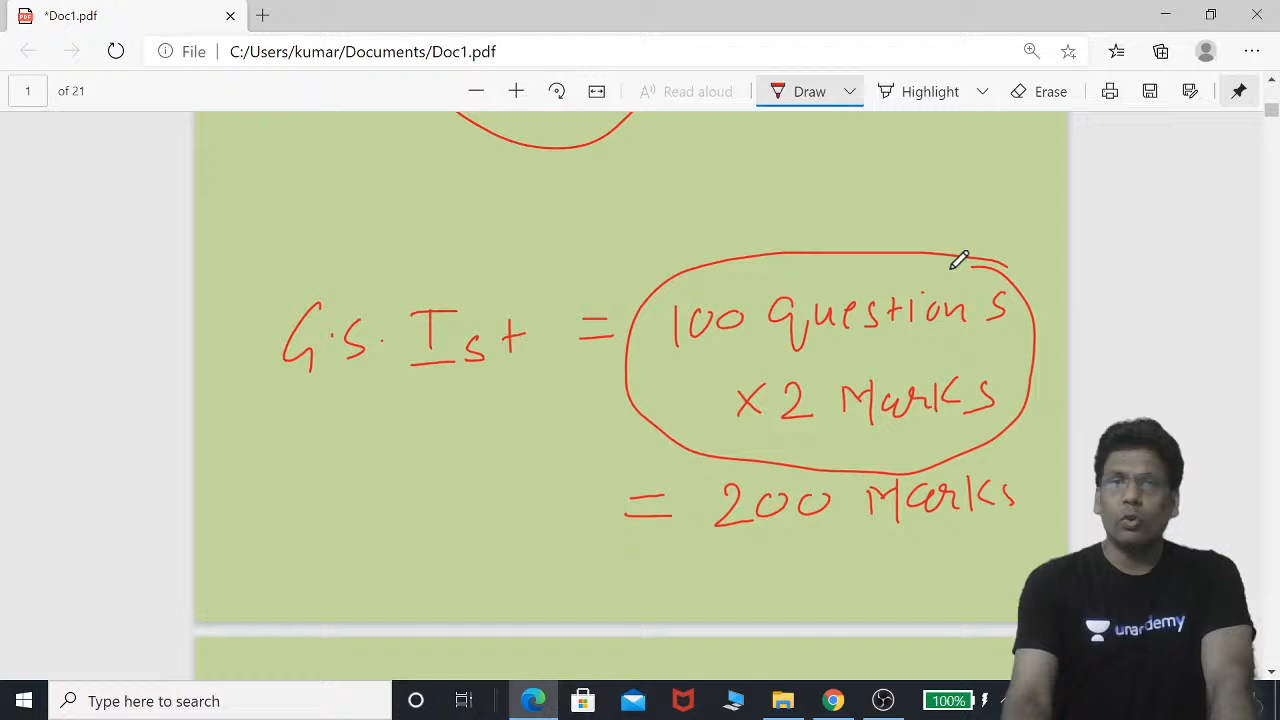 *Doc1.pdf
File C:/Users/kumar/Documents/Doc1.pdf
1 of 21
Read aloud Draw Highlight Erase
G.S. Ist = 100 Questions
×2 Marks
= 200 Marks
unacademy
Type here to search
100%